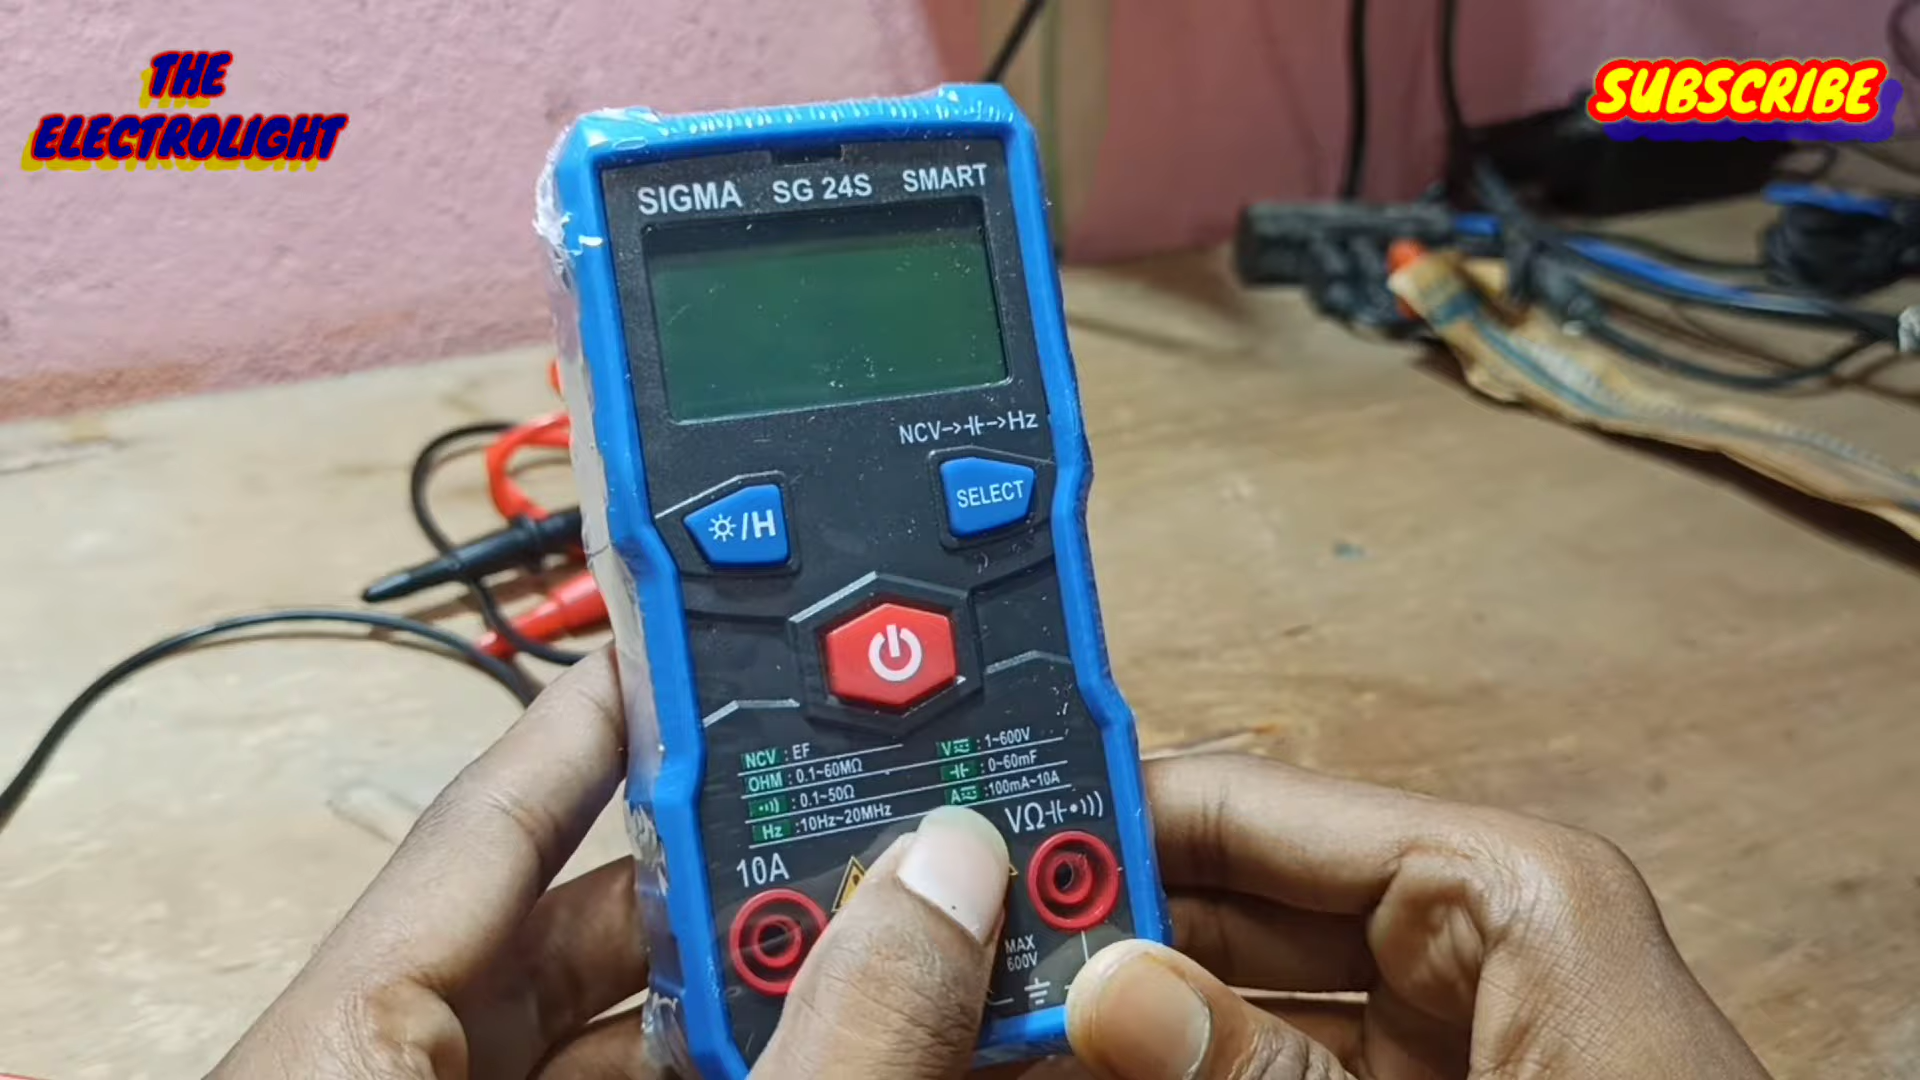 THE
ELECTROLIGHT
SUBSCRIBE
SIGMA SG 24S SMART
NCV->⊣⊢->Hz
☼/H
SELECT
NCV : EF
OHM : 0.1~60MΩ
•))) : 0.1~50Ω
Hz :10Hz~20MHz
V⎓ : 1~600V
⊣⊢ : 0~60mF
A⎓ :100mA~10A
10A
VΩ⊣⊢•)))
MAX
600V